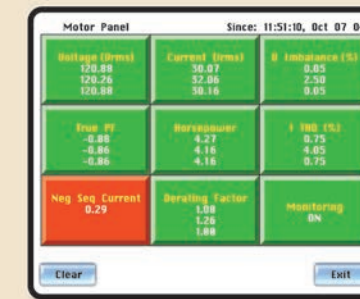 Motor Panel Since: 11:51:10, Oct 07 0
Voltage (Urms) Current (Irms) U Imbalance (%)
120.88 30.07 0.05
120.26 32.06 2.50
120.88 30.16 0.05
True PF Horsepower I THD (%)
-0.88 4.27 0.75
-0.86 4.16 4.05
-0.86 4.16 0.75
Neg Seq Current Derating Factor Monitoring
0.29 1.08 ON
1.26
1.08
Clear Exit